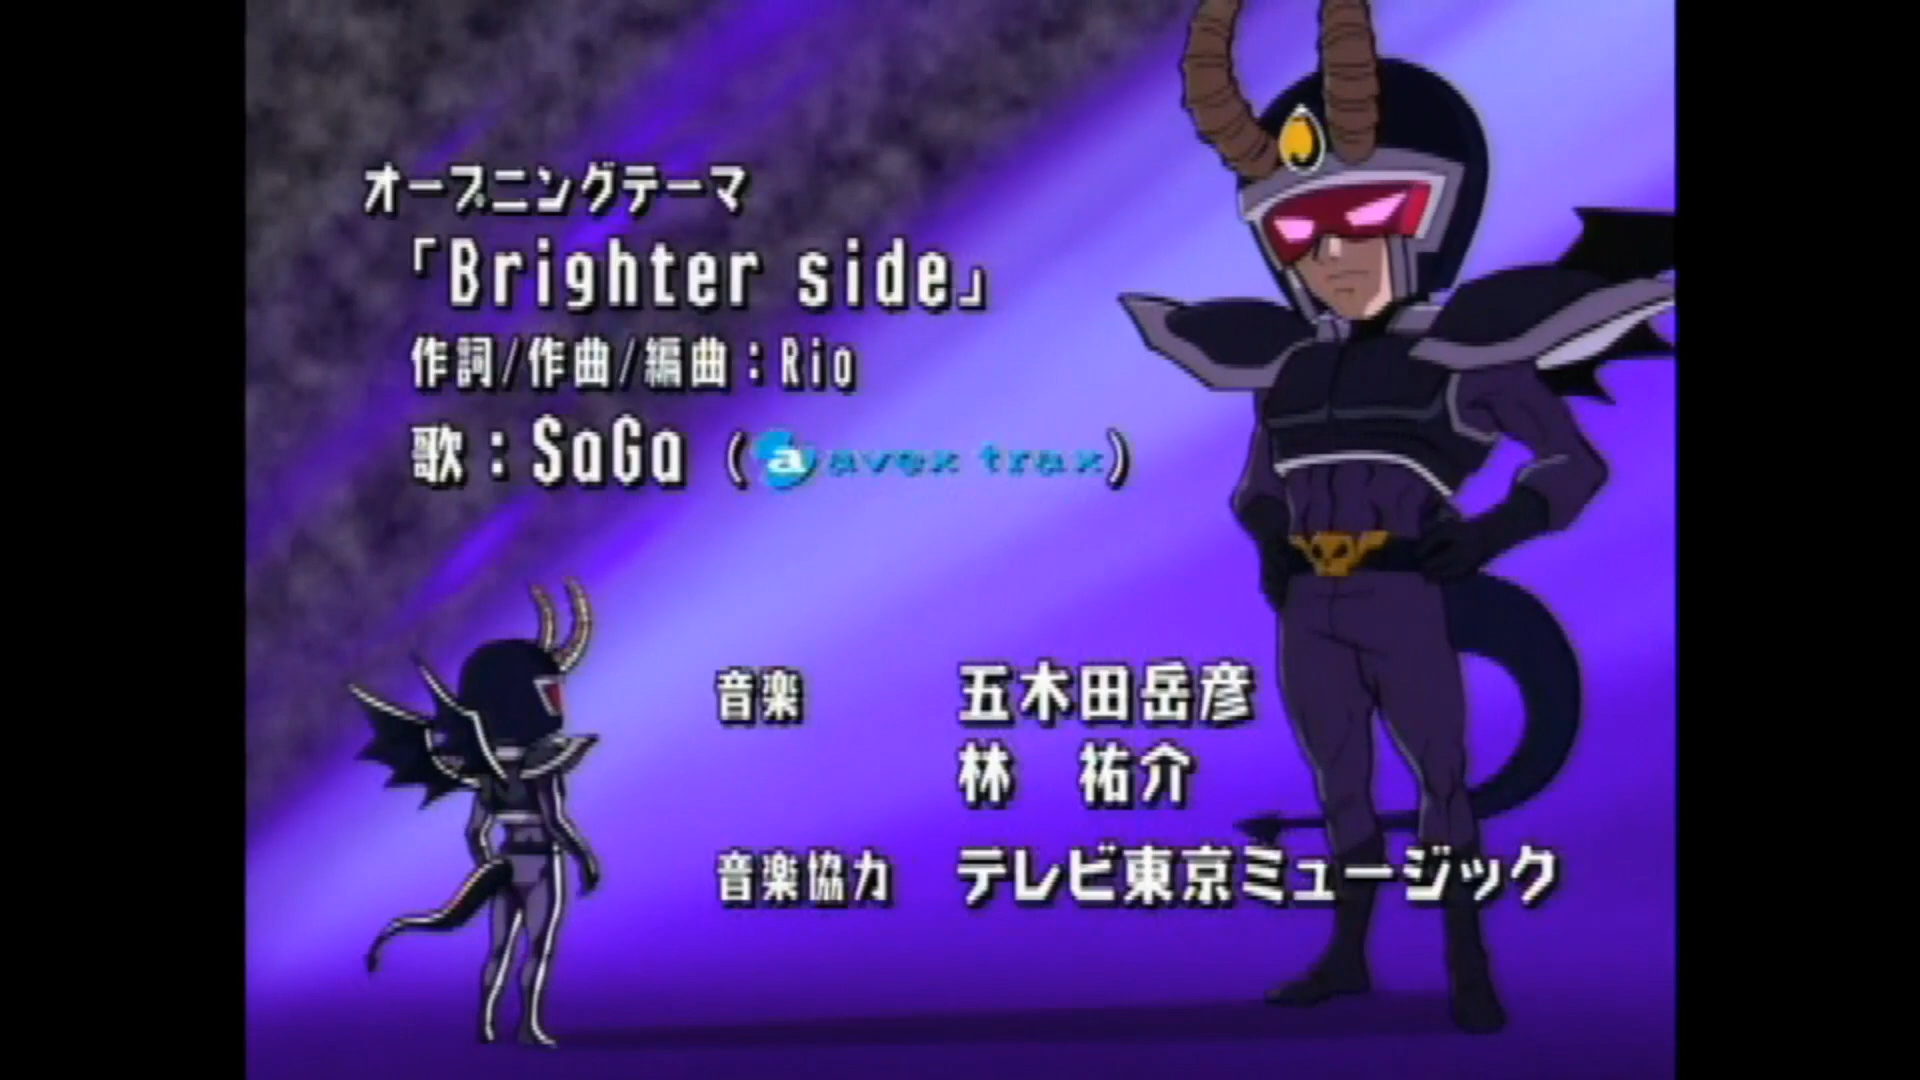 オープニングテーマ
「Brighter side」
作詞/作曲/編曲：Rio
歌：SaGa (a avex trax)
音楽 五木田岳彦
林 祐介
音楽協力 テレビ東京ミュージック